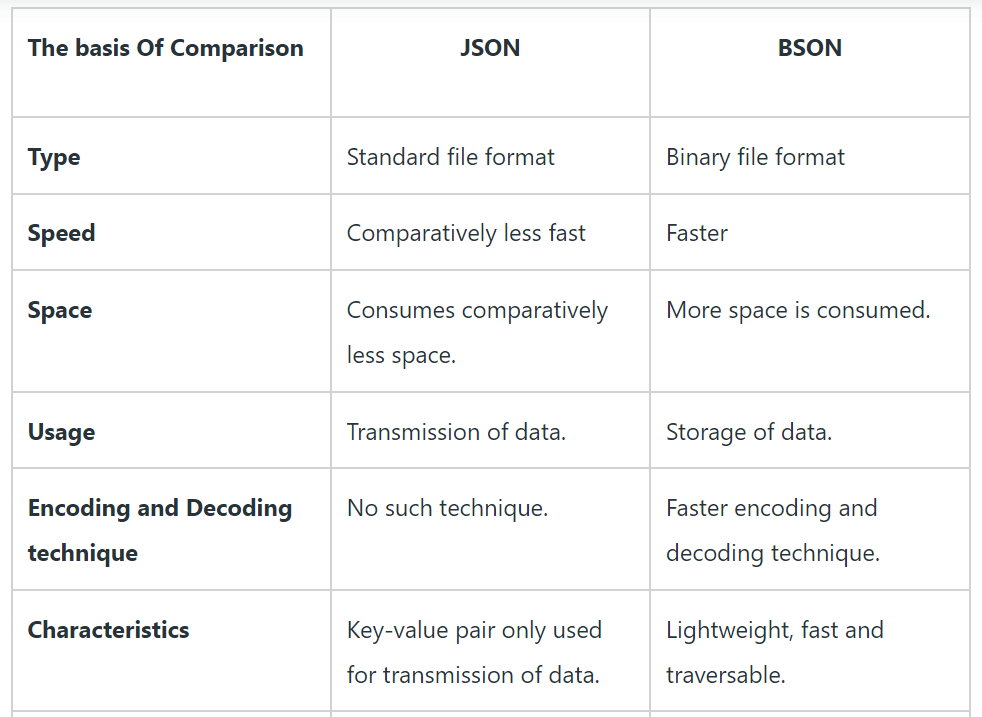 The basis Of Comparison
JSON
BSON
Type
Standard file format
Binary file format
Speed
Comparatively less fast
Faster
Space
Consumes comparatively
less space.
More space is consumed.
Usage
Transmission of data.
Storage of data.
Encoding and Decoding
technique
No such technique.
Faster encoding and
decoding technique.
Characteristics
Key-value pair only used
for transmission of data.
Lightweight, fast and
traversable.